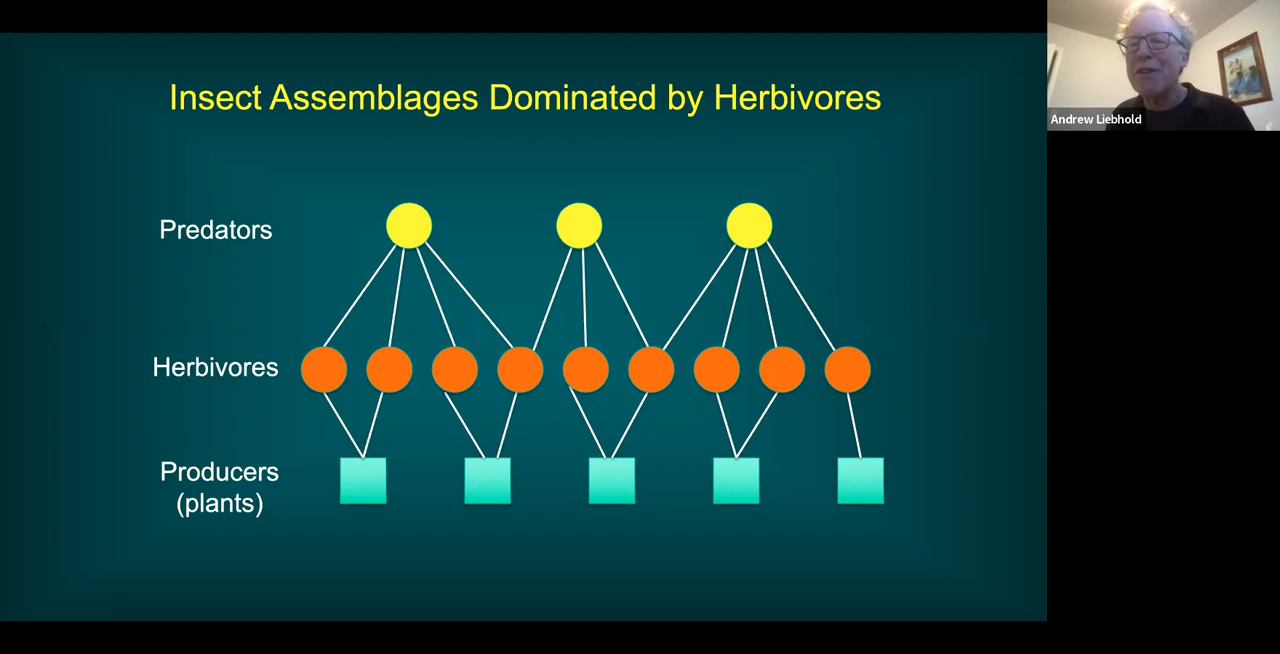 Insect Assemblages Dominated by Herbivores
Andrew Liebhold
Predators
Herbivores
Producers
(plants)